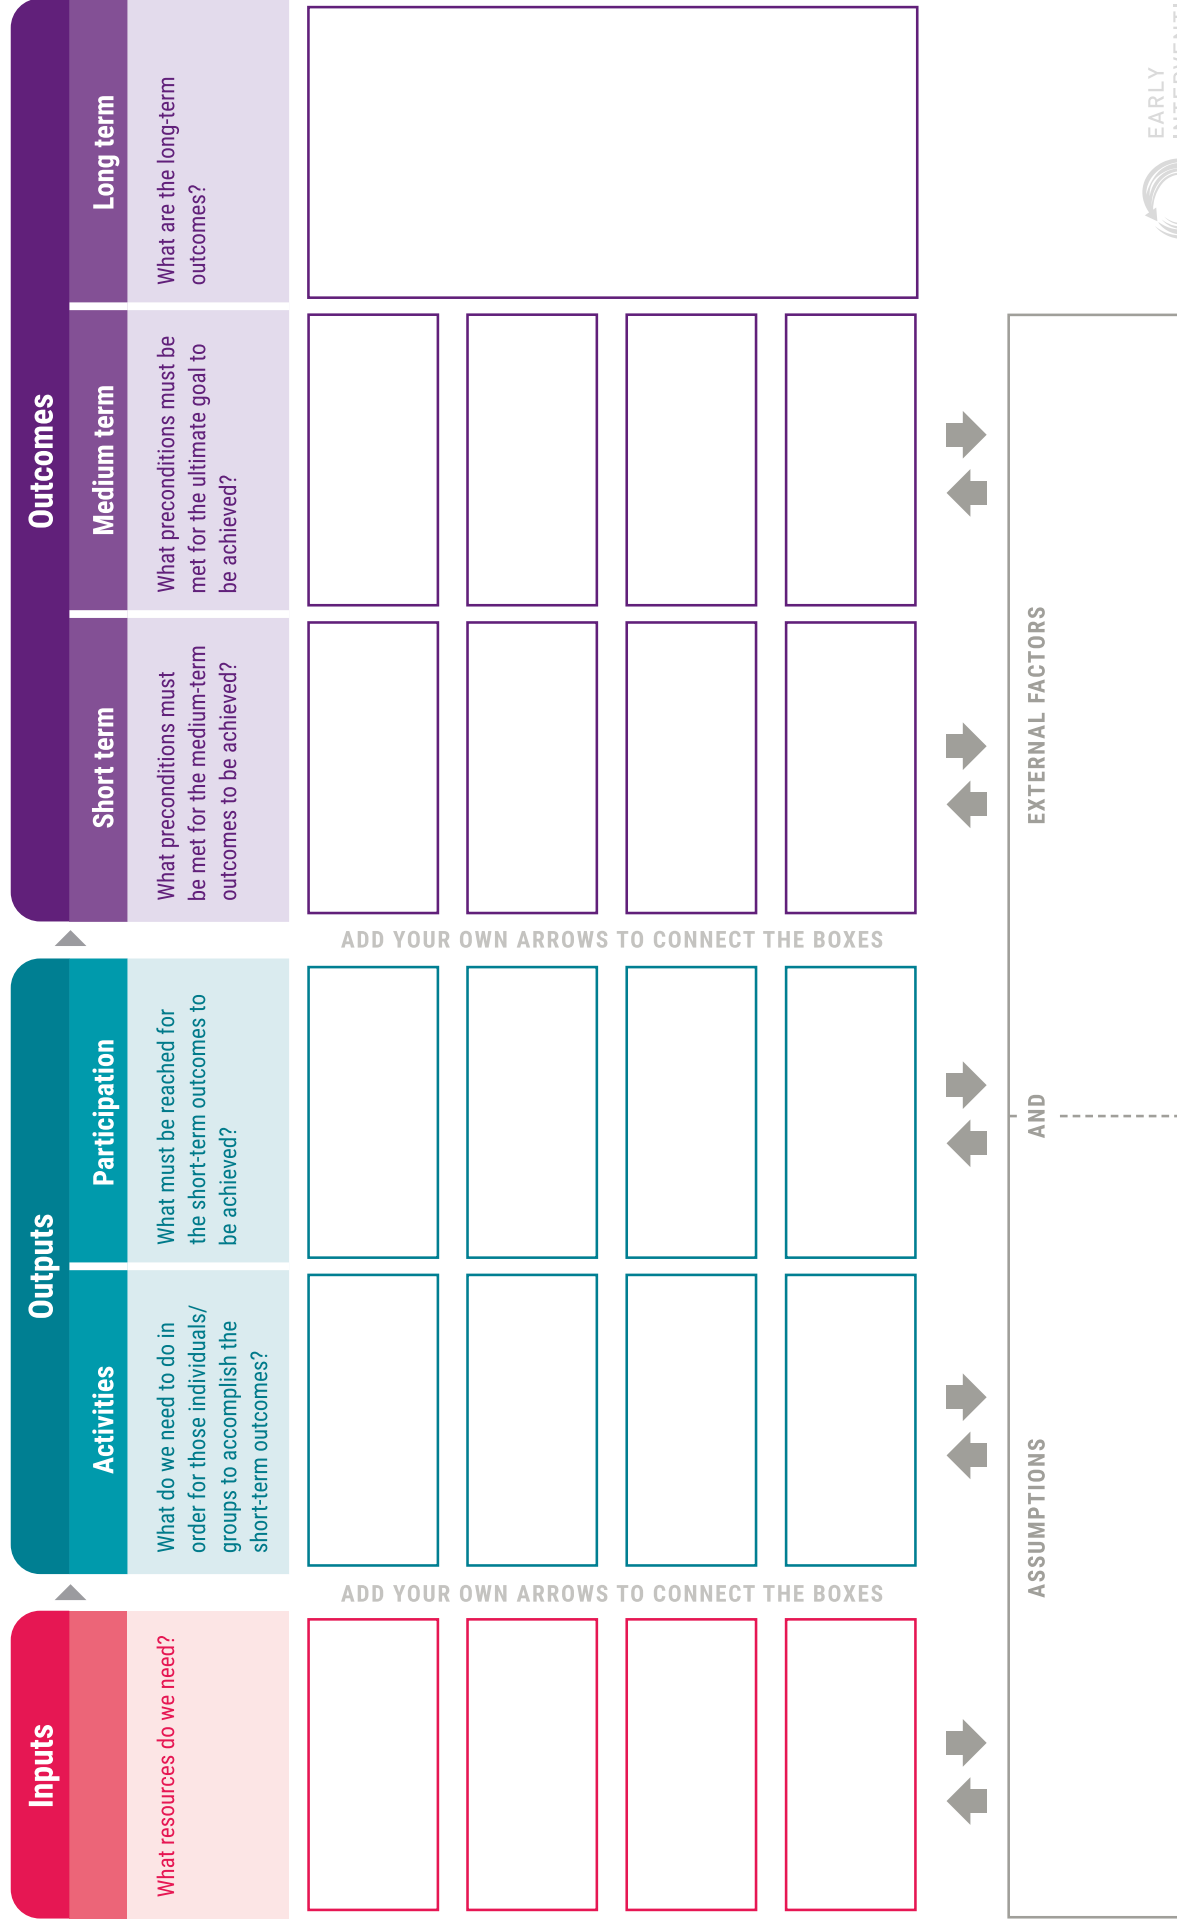 Inputs
What resources do we need?
ADD YOUR OWN ARROWS TO CONNECT THE BOXES
Outputs
Activities
What do we need to do in
order for those individuals/
groups to accomplish the
short-term outcomes?
Participation
What must be reached for
the short-term outcomes to
be achieved?
ADD YOUR OWN ARROWS TO CONNECT THE BOXES
Outcomes
Short term
What preconditions must
be met for the medium-term
outcomes to be achieved?
Medium term
What preconditions must be
met for the ultimate goal to
be achieved?
Long term
What are the long-term
outcomes?
ASSUMPTIONS AND EXTERNAL FACTORS
EARLY